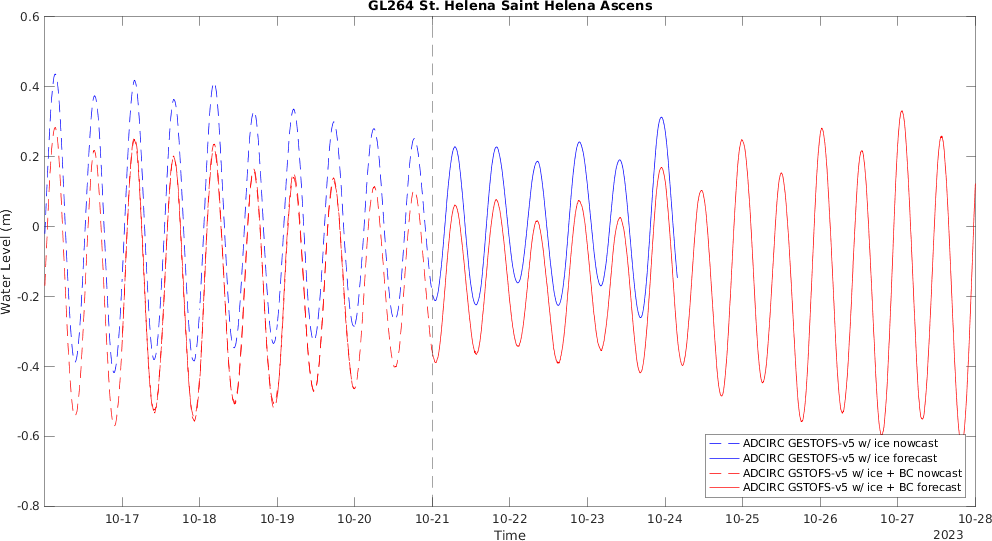 GL264 St. Helena Saint Helena Ascens
Water Level (m)
0.6
0.4
0.2
0
-0.2
-0.4
-0.6
-0.8
ADCIRC GESTOFS-v5 w/ ice nowcast
ADCIRC GESTOFS-v5 w/ ice forecast
ADCIRC GSTOFS-v5 w/ ice + BC nowcast
ADCIRC GSTOFS-v5 w/ ice + BC forecast
10-17 10-18 10-19 10-20 10-21 10-22 10-23 10-24 10-25 10-26 10-27 10-28
Time
2023